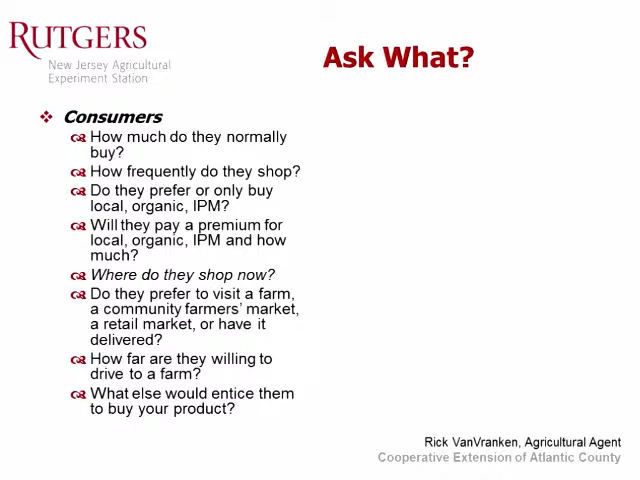 RUTGERS
New Jersey Agricultural
Experiment Station
Ask What?
Consumers
How much do they normally
buy?
How frequently do they shop?
Do they prefer or only buy
local, organic, IPM?
Will they pay a premium for
local, organic, IPM and how
much?
Where do they shop now?
Do they prefer to visit a farm,
a community farmers' market,
a retail market, or have it
delivered?
How far are they willing to
drive to a farm?
What else would entice them
to buy your product?
Rick VanVranken, Agricultural Agent
Cooperative Extension of Atlantic County